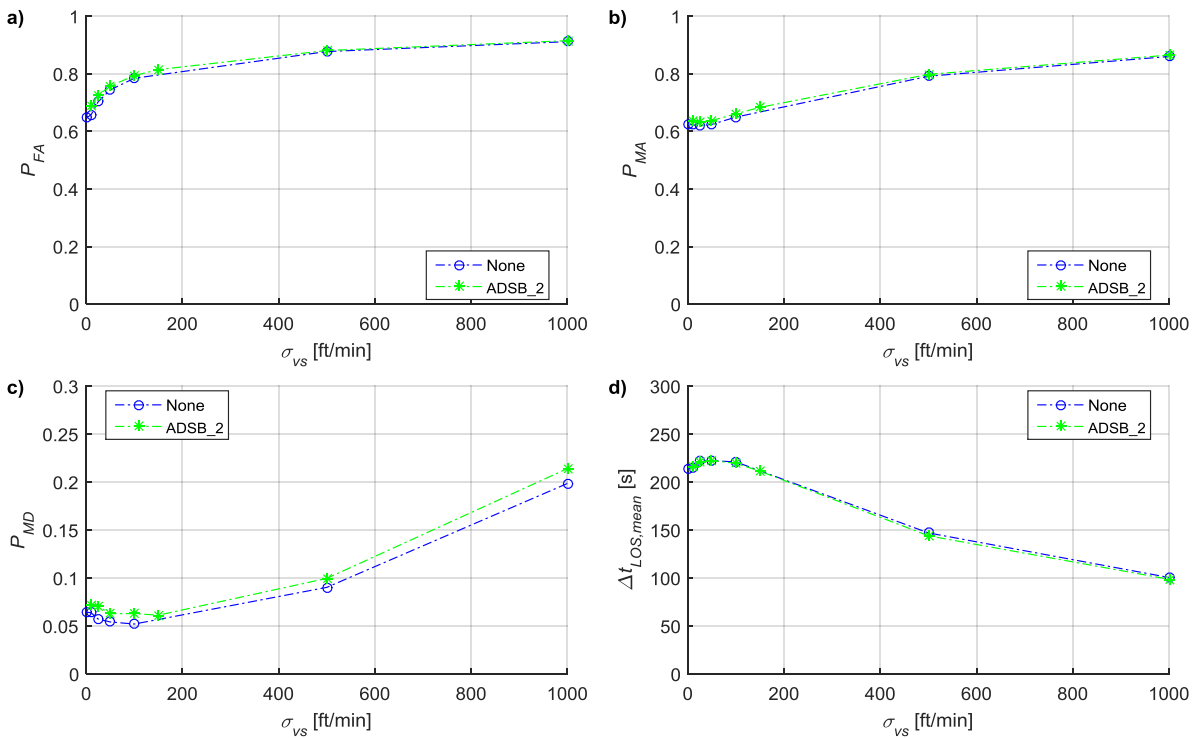 a)
1
0.8
0.6
0.4
0.2
0
P_FA
0 200 400 600 800 1000
σ_vs [ft/min]
None
ADSB_2
b)
1
0.8
0.6
0.4
0.2
0
P_MA
0 200 400 600 800 1000
σ_vs [ft/min]
None
ADSB_2
c)
0.3
0.25
0.2
0.15
0.1
0.05
0
P_MD
0 200 400 600 800 1000
σ_vs [ft/min]
None
ADSB_2
d)
300
250
200
150
100
50
0
Δt_LOS,mean [s]
0 200 400 600 800 1000
σ_vs [ft/min]
None
ADSB_2